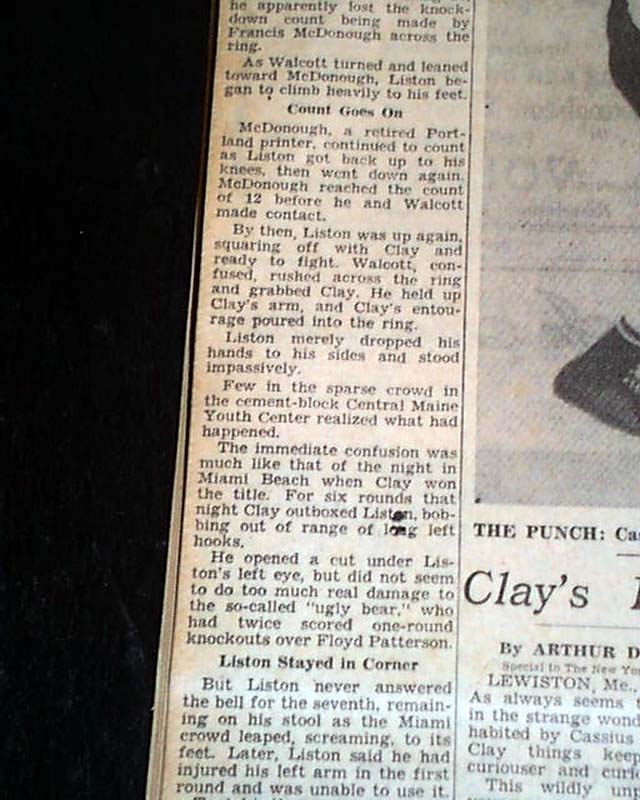 he apparently lost the knock-
down count being made by
Francis McDonough across the
ring.
As Walcott turned and leaned
toward McDonough, Liston be-
gan to climb heavily to his feet.
Count Goes On
McDonough, a retired Port-
land printer, continued to count
as Liston got back up to his
knees, then went down again.
McDonough reached the count
of 12 before he and Walcott
made contact.
By then, Liston was up again,
squaring off with Clay and
ready to fight. Walcott, con-
fused, rushed across the ring
and grabbed Clay. He held up
Clay's arm, and Clay's entou-
rage poured into the ring.
Liston merely dropped his
hands to his sides and stood
impassively.
Few in the sparse crowd in
the cement-block Central Maine
Youth Center realized what had
happened.
The immediate confusion was
much like that of the night in
Miami Beach when Clay won
the title. For six rounds that
night Clay outboxed Liston, bob-
bing out of range of long left
hooks.
He opened a cut under Lis-
ton's left eye, but did not seem
to do too much real damage to
the so-called "ugly bear," who
had twice scored one-round
knockouts over Floyd Patterson.
Liston Stayed in Corner
But Liston never answered
the bell for the seventh, remain-
ing on his stool as the Miami
crowd leaped, screaming, to its
feet. Later, Liston said he had
injured his left arm in the first
round and was unable to use it.
THE PUNCH: Ca
Clay's
By ARTHUR D
Special to The New Yor
LEWISTON, Me.,
As always seems t
in the strange wond
habited by Cassius
Clay things keep
curiouser and curi
This wildly unp